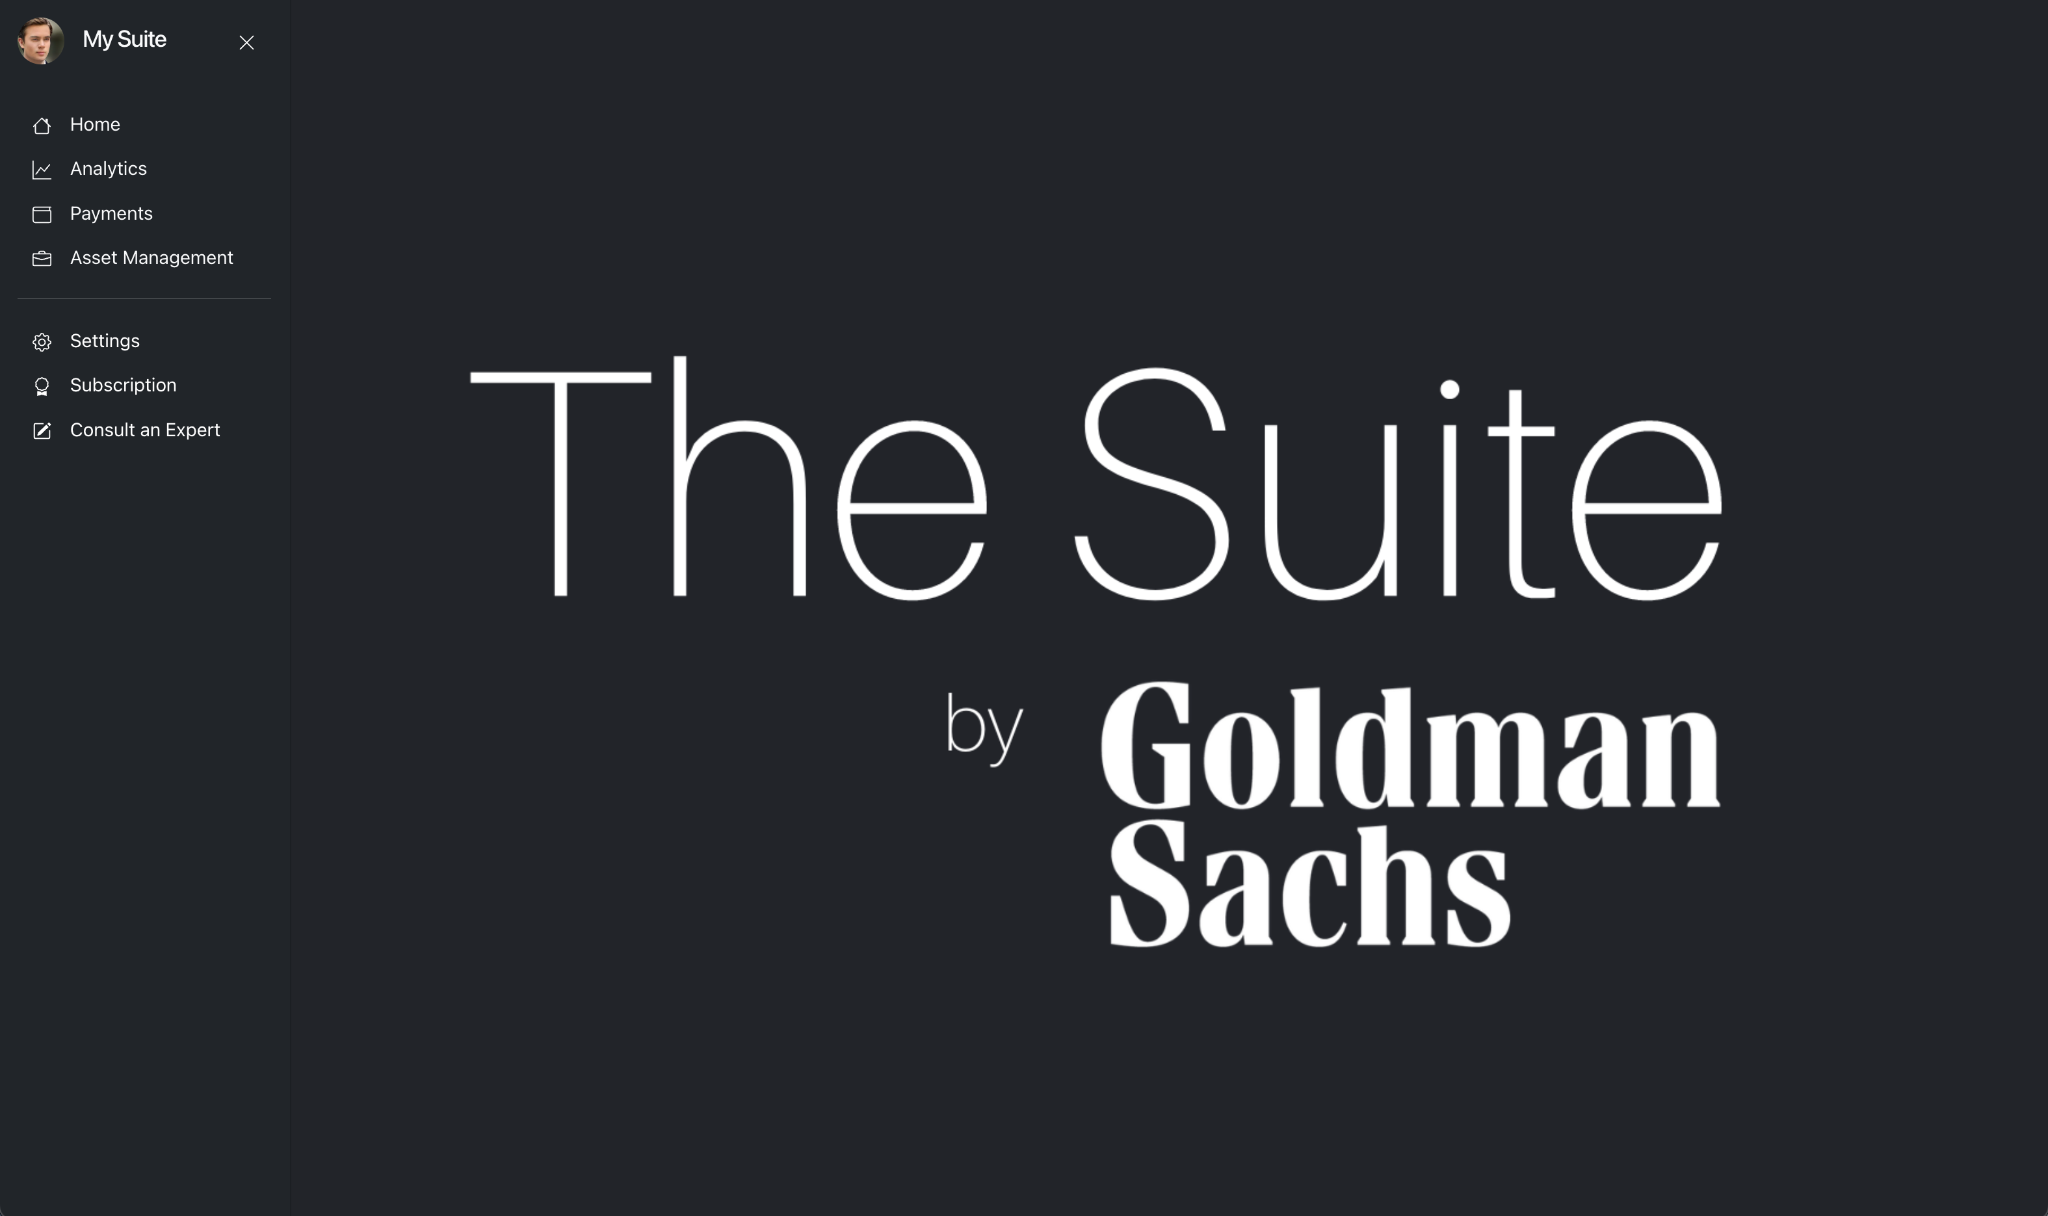 My Suite
Home
Analytics
Payments
Asset Management
Settings
Subscription
Consult an Expert
The Suite
by Goldman
Sachs